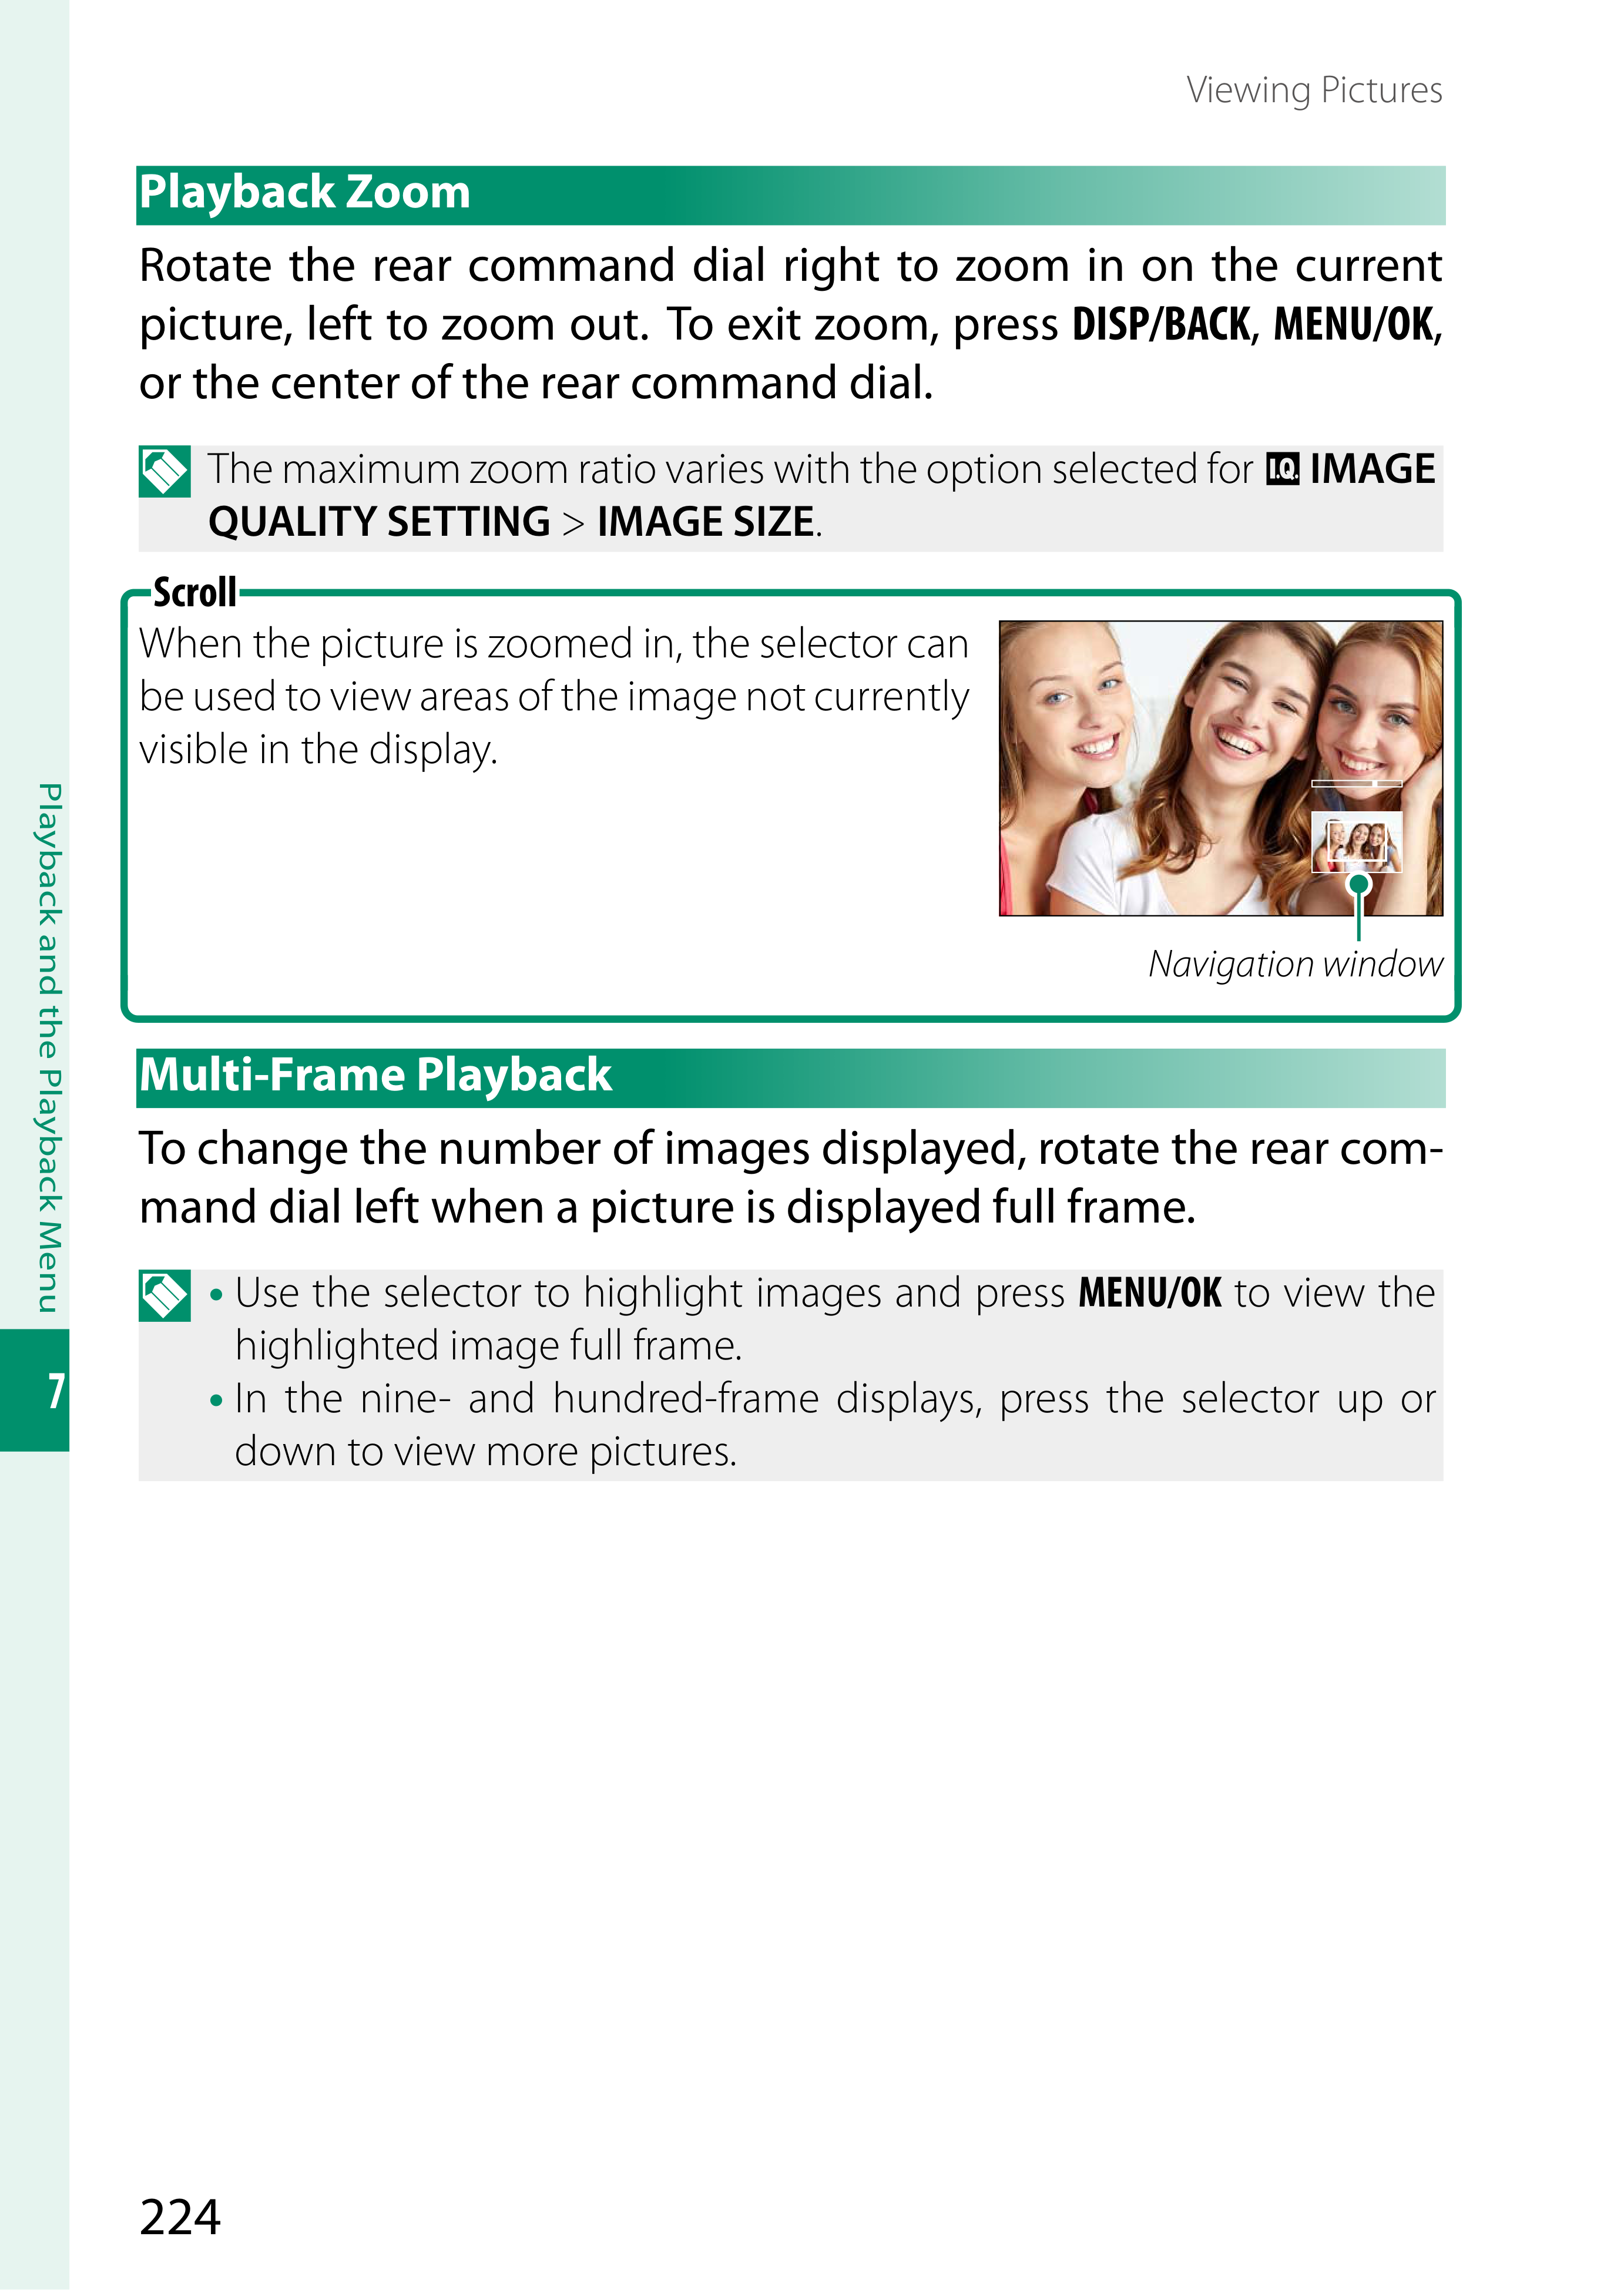 Viewing Pictures
Playback Zoom
Rotate the rear command dial right to zoom in on the current
picture, left to zoom out. To exit zoom, press DISP/BACK, MENU/OK,
or the center of the rear command dial.
The maximum zoom ratio varies with the option selected for I.Q. IMAGE
QUALITY SETTING > IMAGE SIZE.
Scroll
When the picture is zoomed in, the selector can
be used to view areas of the image not currently
visible in the display.
Navigation window
Multi-Frame Playback
To change the number of images displayed, rotate the rear com-
mand dial left when a picture is displayed full frame.
• Use the selector to highlight images and press MENU/OK to view the
highlighted image full frame.
• In the nine- and hundred-frame displays, press the selector up or
down to view more pictures.
Playback and the Playback Menu
7
224